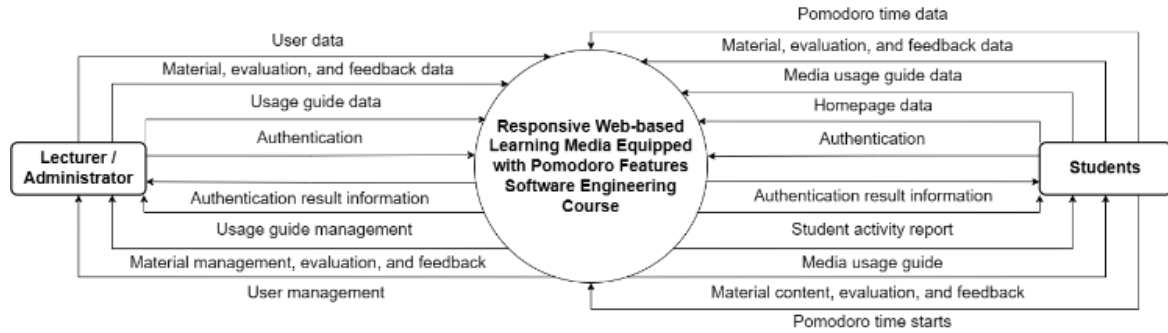 Pomodoro time data
User data
Material, evaluation, and feedback data
Material, evaluation, and feedback data
Media usage guide data
Usage guide data
Homepage data
Authentication
Authentication
Lecturer /
Administrator
Responsive Web-based
Learning Media Equipped
with Pomodoro Features
Software Engineering
Course
Students
Authentication result information
Authentication result information
Usage guide management
Student activity report
Material management, evaluation, and feedback
Media usage guide
User management
Material content, evaluation, and feedback
Pomodoro time starts